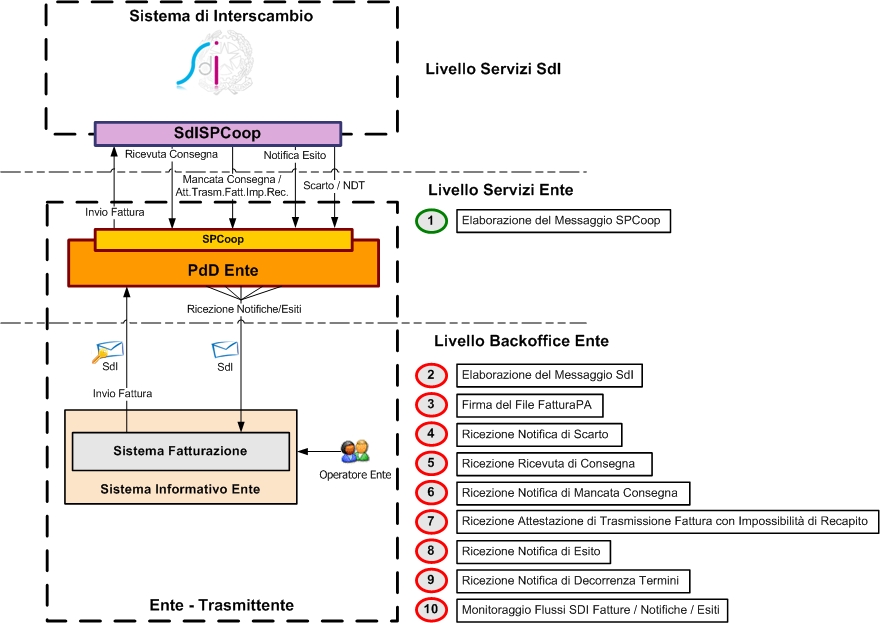 Sistema di Interscambio
sdi
Livello Servizi SdI
SdISPCoop
Ricevuta Consegna
Notifica Esito
Mancata Consegna /
Att.Trasm.Fatt.Imp.Rec.
Scarto / NDT
Invio Fattura
Livello Servizi Ente
1 Elaborazione del Messaggio SPCoop
SPCoop
PdD Ente
Ricezione Notifiche/Esiti
Livello Backoffice Ente
SdI
SdI
Invio Fattura
2 Elaborazione del Messaggio SdI
3 Firma del File FatturaPA
4 Ricezione Notifica di Scarto
5 Ricezione Ricevuta di Consegna
6 Ricezione Notifica di Mancata Consegna
7 Ricezione Attestazione di Trasmissione Fattura con Impossibilità di Recapito
8 Ricezione Notifica di Esito
9 Ricezione Notifica di Decorrenza Termini
10 Monitoraggio Flussi SDI Fatture / Notifiche / Esiti
Sistema Fatturazione
Sistema Informativo Ente
Operatore Ente
Ente - Trasmittente